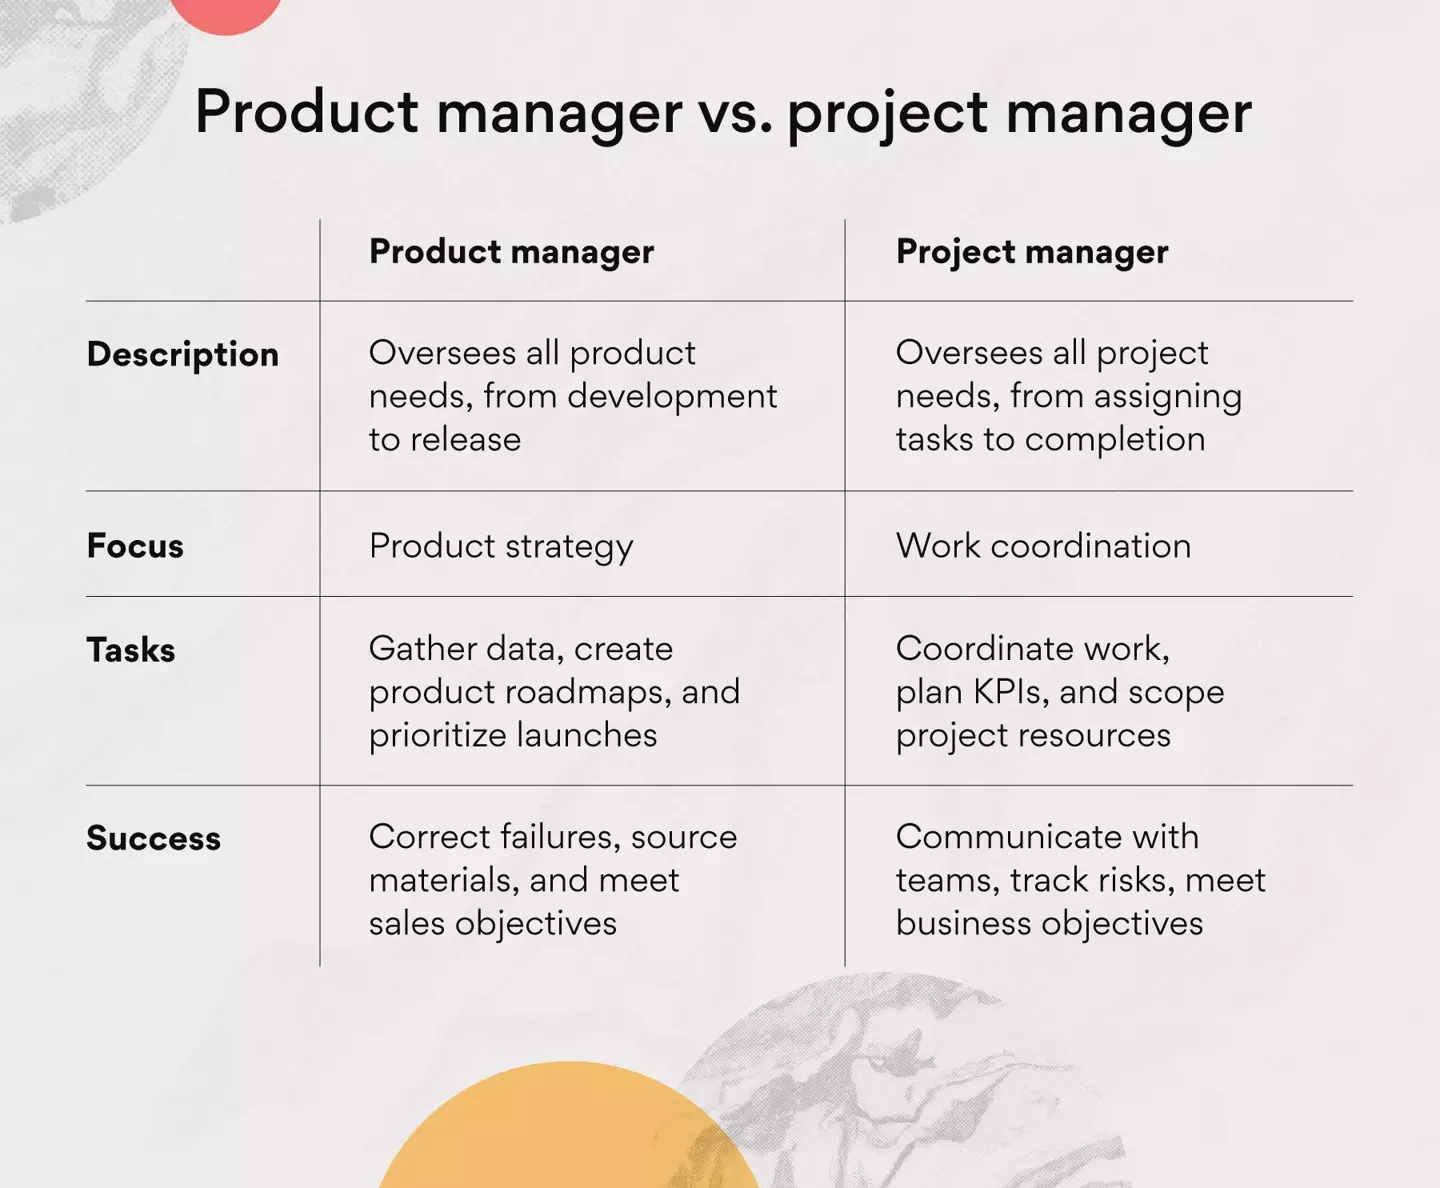 Product manager vs. project manager
Product manager
Project manager
Description
Oversees all product
needs, from development
to release
Oversees all project
needs, from assigning
tasks to completion
Focus
Product strategy
Work coordination
Tasks
Gather data, create
product roadmaps, and
prioritize launches
Coordinate work,
plan KPIs, and scope
project resources
Success
Correct failures, source
materials, and meet
sales objectives
Communicate with
teams, track risks, meet
business objectives